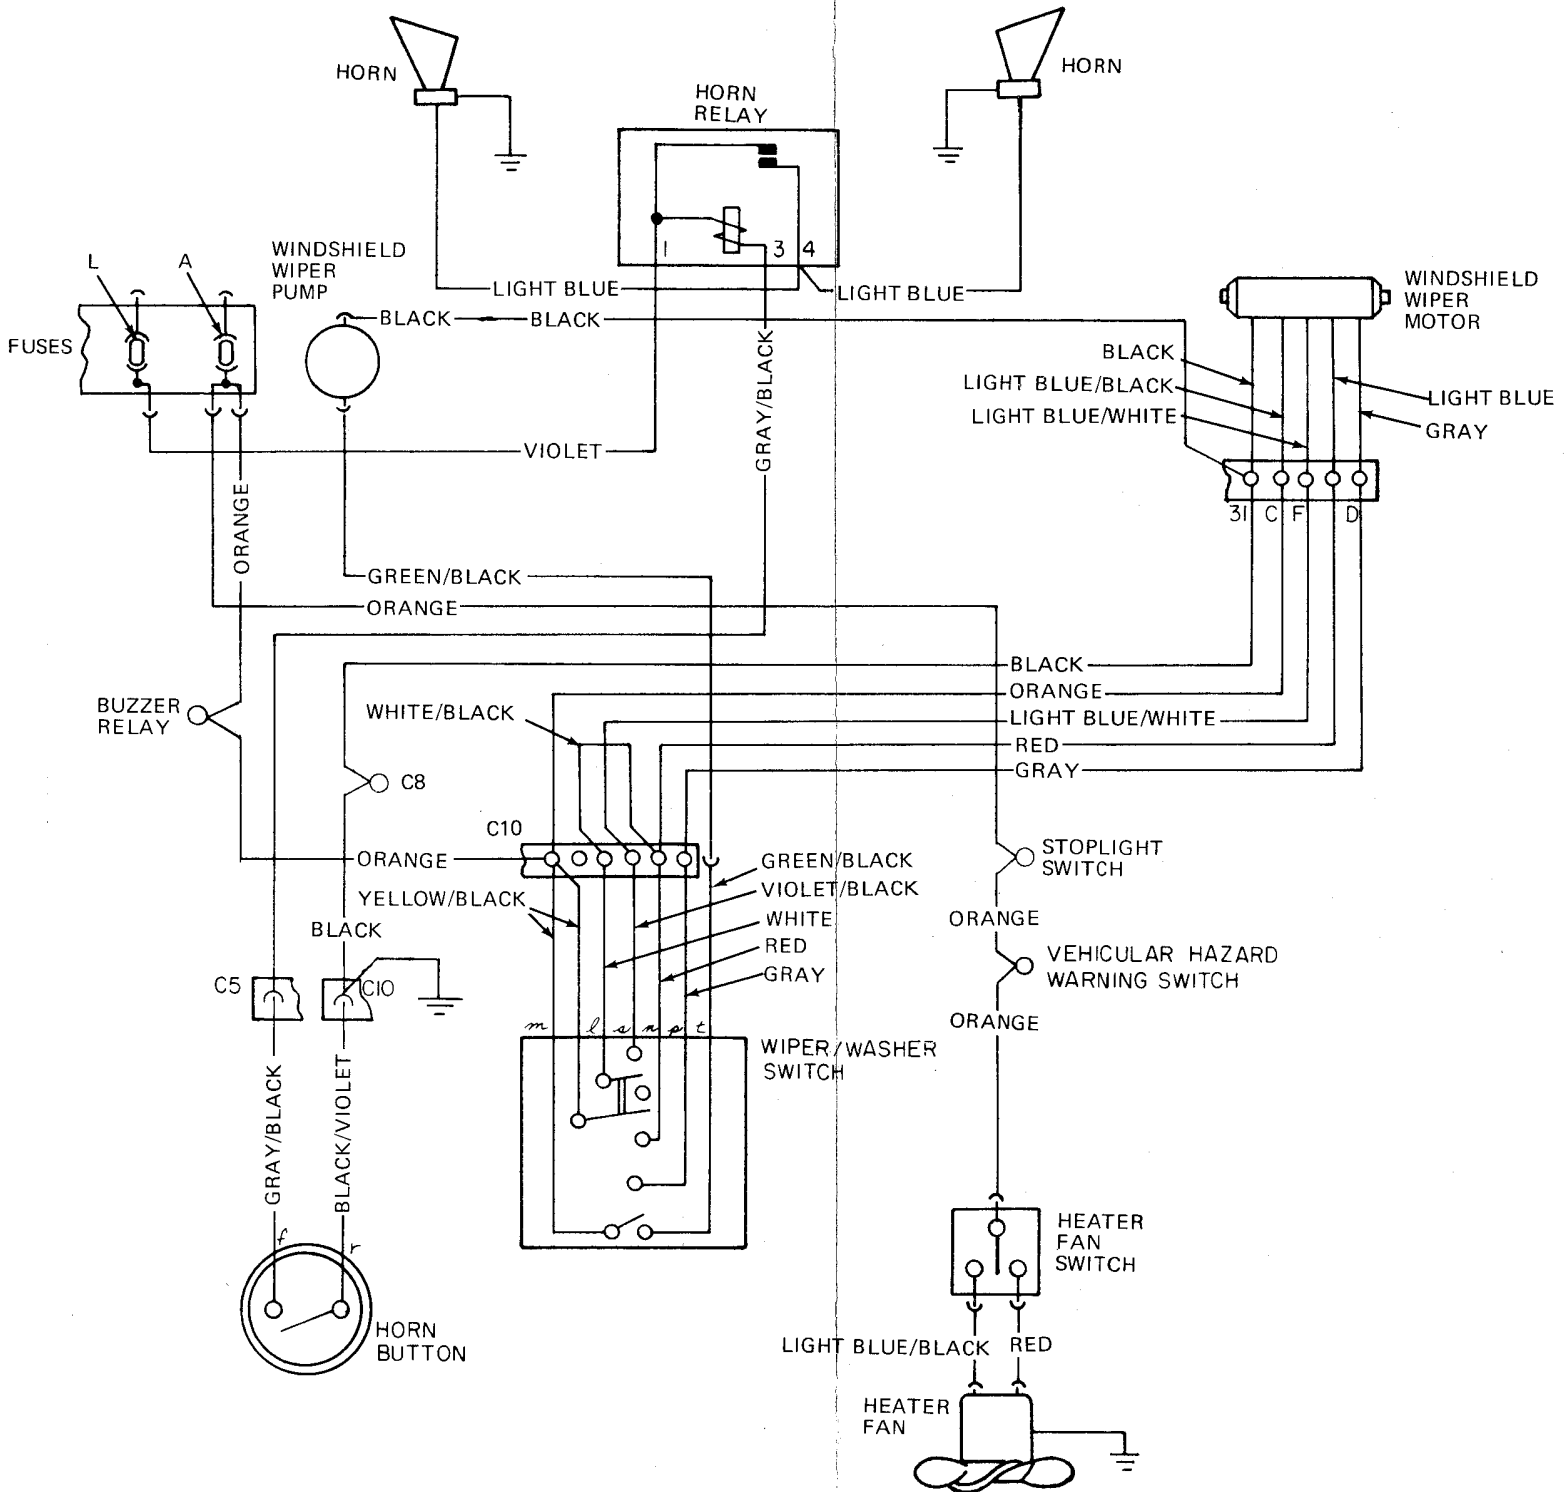 HORN
HORN
RELAY
HORN
1
3
4
L
A
WINDSHIELD
WIPER
PUMP
LIGHT BLUE
LIGHT BLUE
WINDSHIELD
WIPER
MOTOR
FUSES
BLACK
BLACK
BLACK
LIGHT BLUE/BLACK
LIGHT BLUE/WHITE
LIGHT BLUE
GRAY
GRAY/BLACK
VIOLET
ORANGE
31
C
F
D
GREEN/BLACK
ORANGE
BLACK
ORANGE
LIGHT BLUE/WHITE
RED
GRAY
BUZZER
RELAY
WHITE/BLACK
C8
C10
ORANGE
YELLOW/BLACK
GREEN/BLACK
VIOLET/BLACK
WHITE
RED
GRAY
STOPLIGHT
SWITCH
ORANGE
VEHICULAR HAZARD
WARNING SWITCH
ORANGE
BLACK
C5
C10
m
l
s
n
p
t
WIPER/WASHER
SWITCH
GRAY/BLACK
BLACK/VIOLET
f
r
HORN
BUTTON
HEATER
FAN
SWITCH
LIGHT BLUE/BLACK
RED
HEATER
FAN